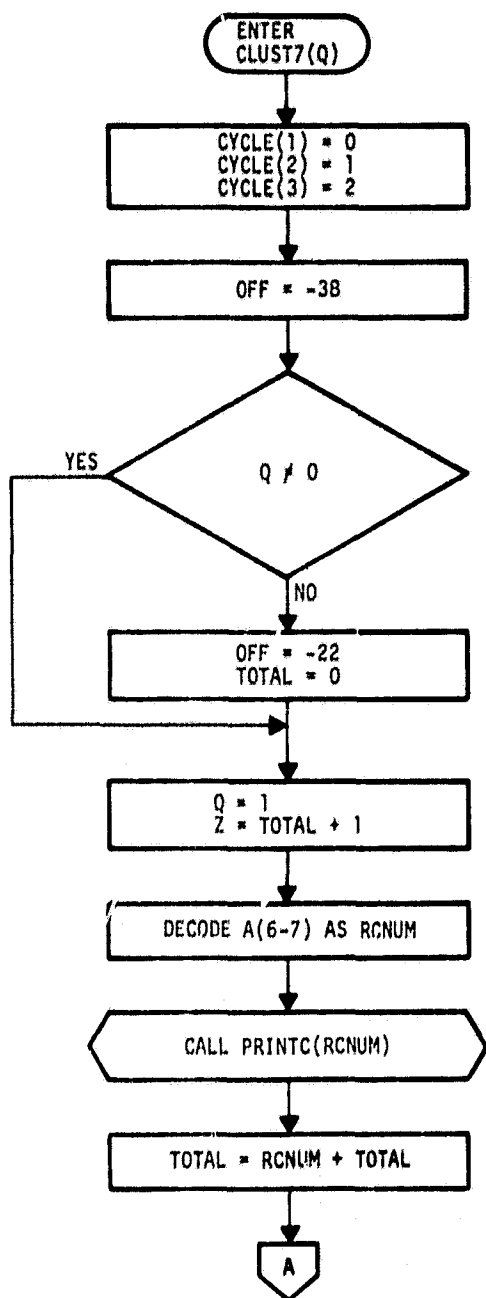 ENTER
CLUST7(Q)
CYCLE(1) = 0
CYCLE(2) = 1
CYCLE(3) = 2
OFF = -38
YES
Q ≠ 0
NO
OFF = -22
TOTAL = 0
Q = 1
Z = TOTAL + 1
DECODE A(6-7) AS RCNUM
CALL PRINTC(RCNUM)
TOTAL = RCNUM + TOTAL
A